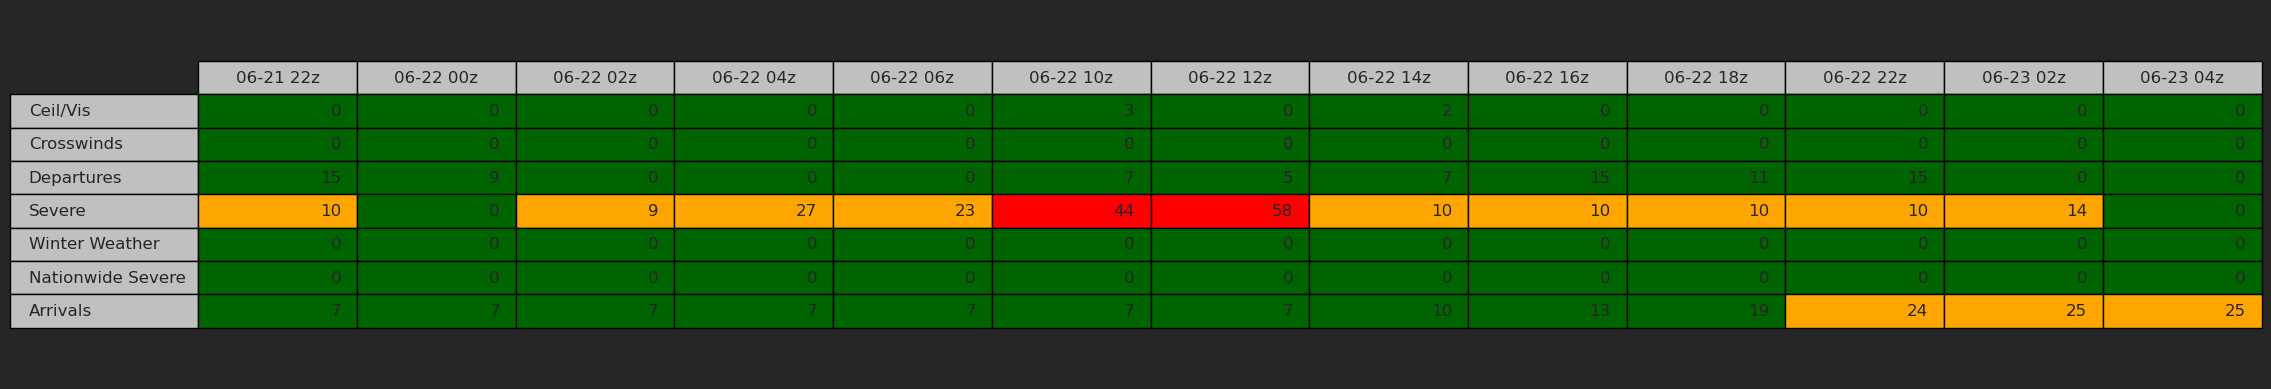 06-21 22z 06-22 00z 06-22 02z 06-22 04z 06-22 06z 06-22 10z 06-22 12z 06-22 14z 06-22 16z 06-22 18z 06-22 22z 06-23 02z 06-23 04z
Ceil/Vis 0 0 0 0 0 3 0 2 0 0 0 0 0
Crosswinds 0 0 0 0 0 0 0 0 0 0 0 0 0
Departures 15 9 0 0 0 7 5 7 15 11 15 0 0
Severe 10 0 9 27 23 44 58 10 10 10 10 14 0
Winter Weather 0 0 0 0 0 0 0 0 0 0 0 0 0
Nationwide Severe 0 0 0 0 0 0 0 0 0 0 0 0 0
Arrivals 7 7 7 7 7 7 7 10 13 19 24 25 25